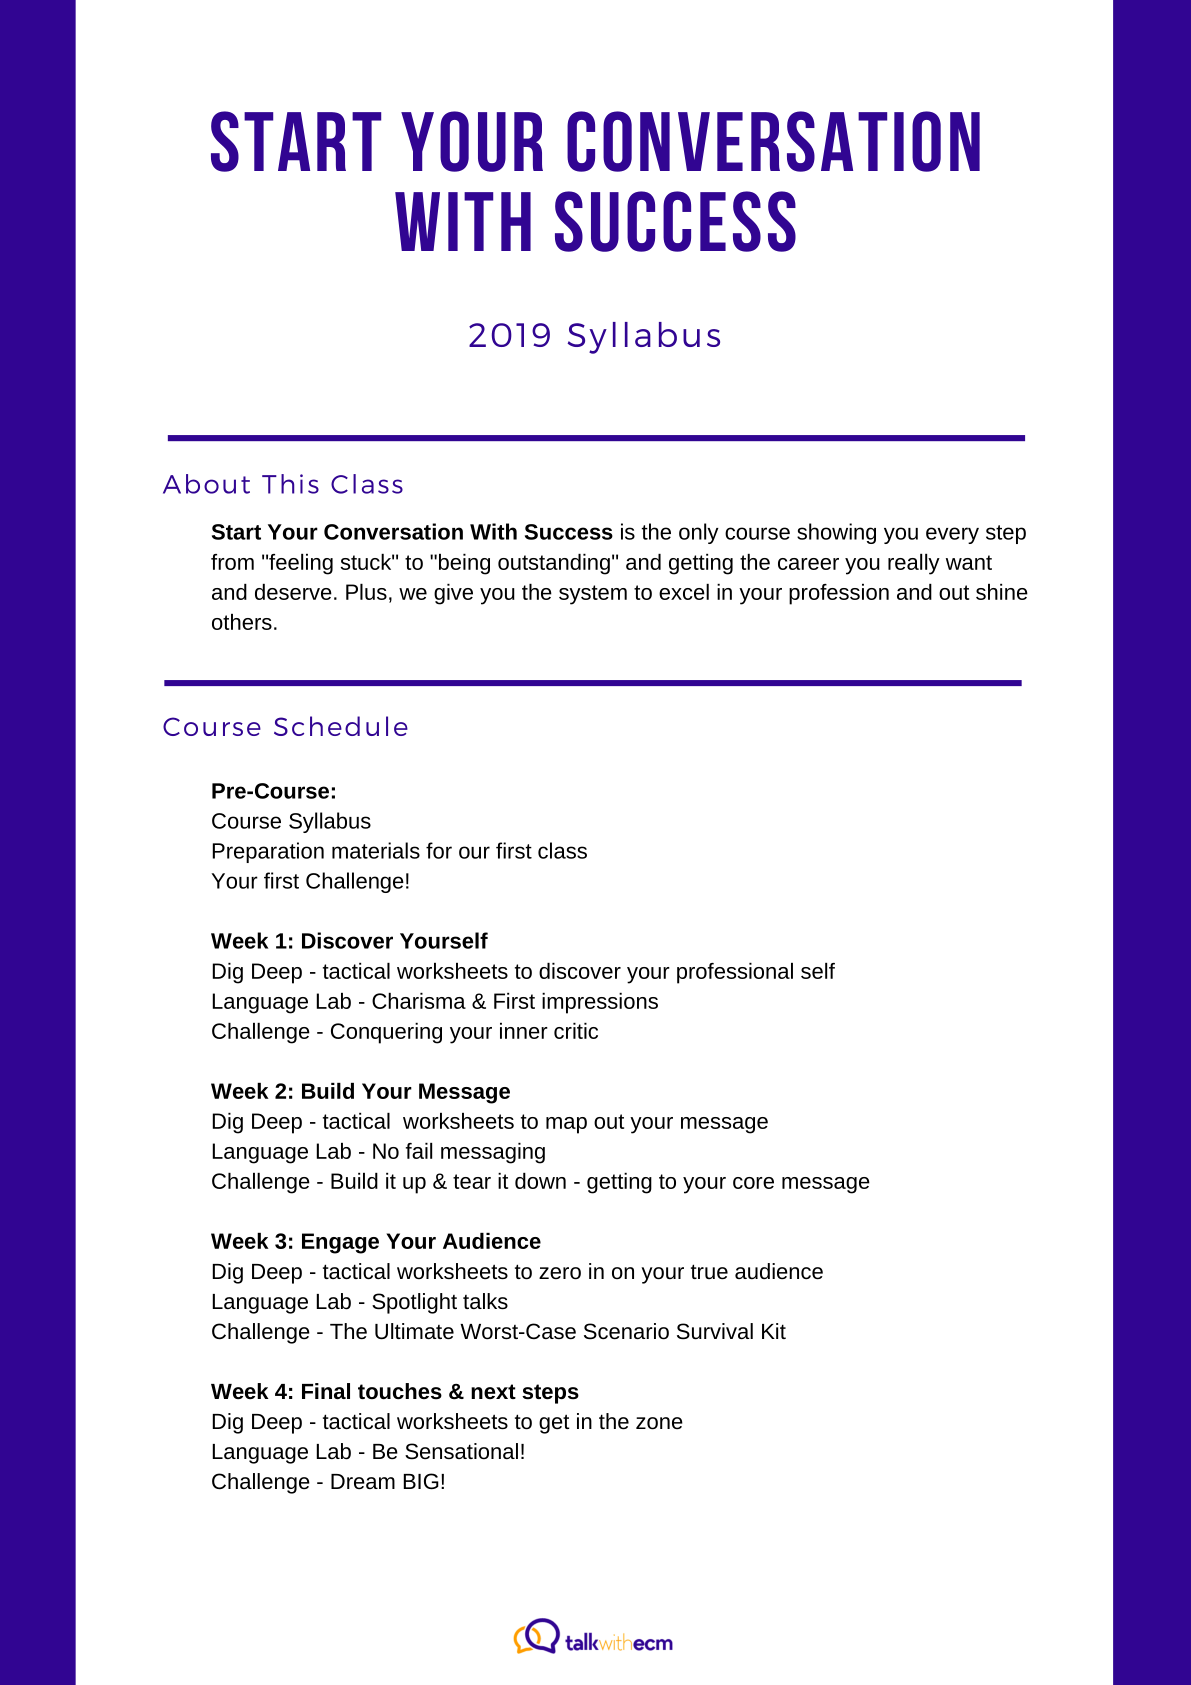 START YOUR CONVERSATION
WITH SUCCESS
2019 Syllabus
About This Class
Start Your Conversation With Success is the only course showing you every step
from "feeling stuck" to "being outstanding" and getting the career you really want
and deserve. Plus, we give you the system to excel in your profession and out shine
others.
Course Schedule
Pre-Course:
Course Syllabus
Preparation materials for our first class
Your first Challenge!
Week 1: Discover Yourself
Dig Deep - tactical worksheets to discover your professional self
Language Lab - Charisma & First impressions
Challenge - Conquering your inner critic
Week 2: Build Your Message
Dig Deep - tactical  worksheets to map out your message
Language Lab - No fail messaging
Challenge - Build it up & tear it down - getting to your core message
Week 3: Engage Your Audience
Dig Deep - tactical worksheets to zero in on your true audience
Language Lab - Spotlight talks
Challenge - The Ultimate Worst-Case Scenario Survival Kit
Week 4: Final touches & next steps
Dig Deep - tactical worksheets to get in the zone
Language Lab - Be Sensational!
Challenge - Dream BIG!
talkwithecm